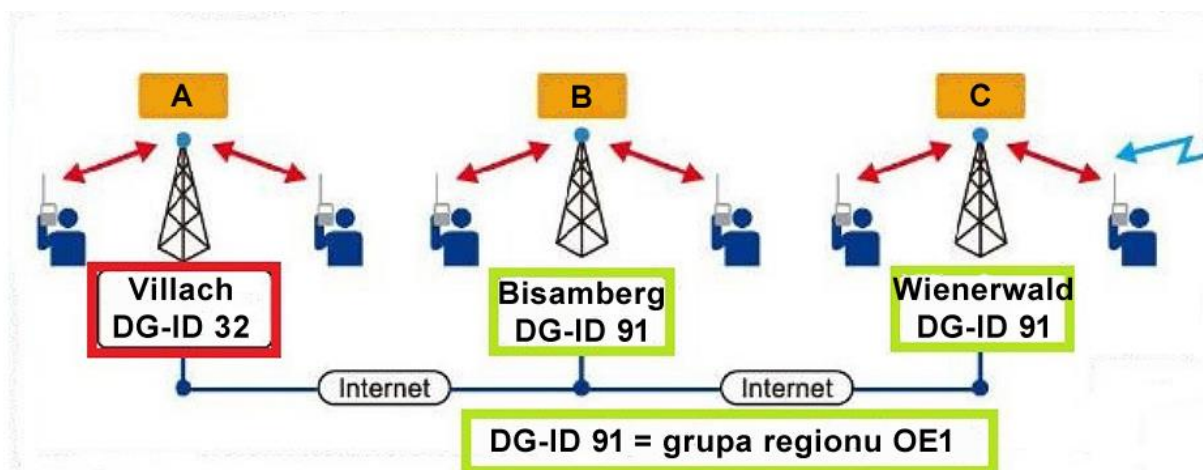 A
B
C
Villach
DG-ID 32
Bisamberg
DG-ID 91
Wienerwald
DG-ID 91
Internet
Internet
DG-ID 91 = grupa regionu OE1